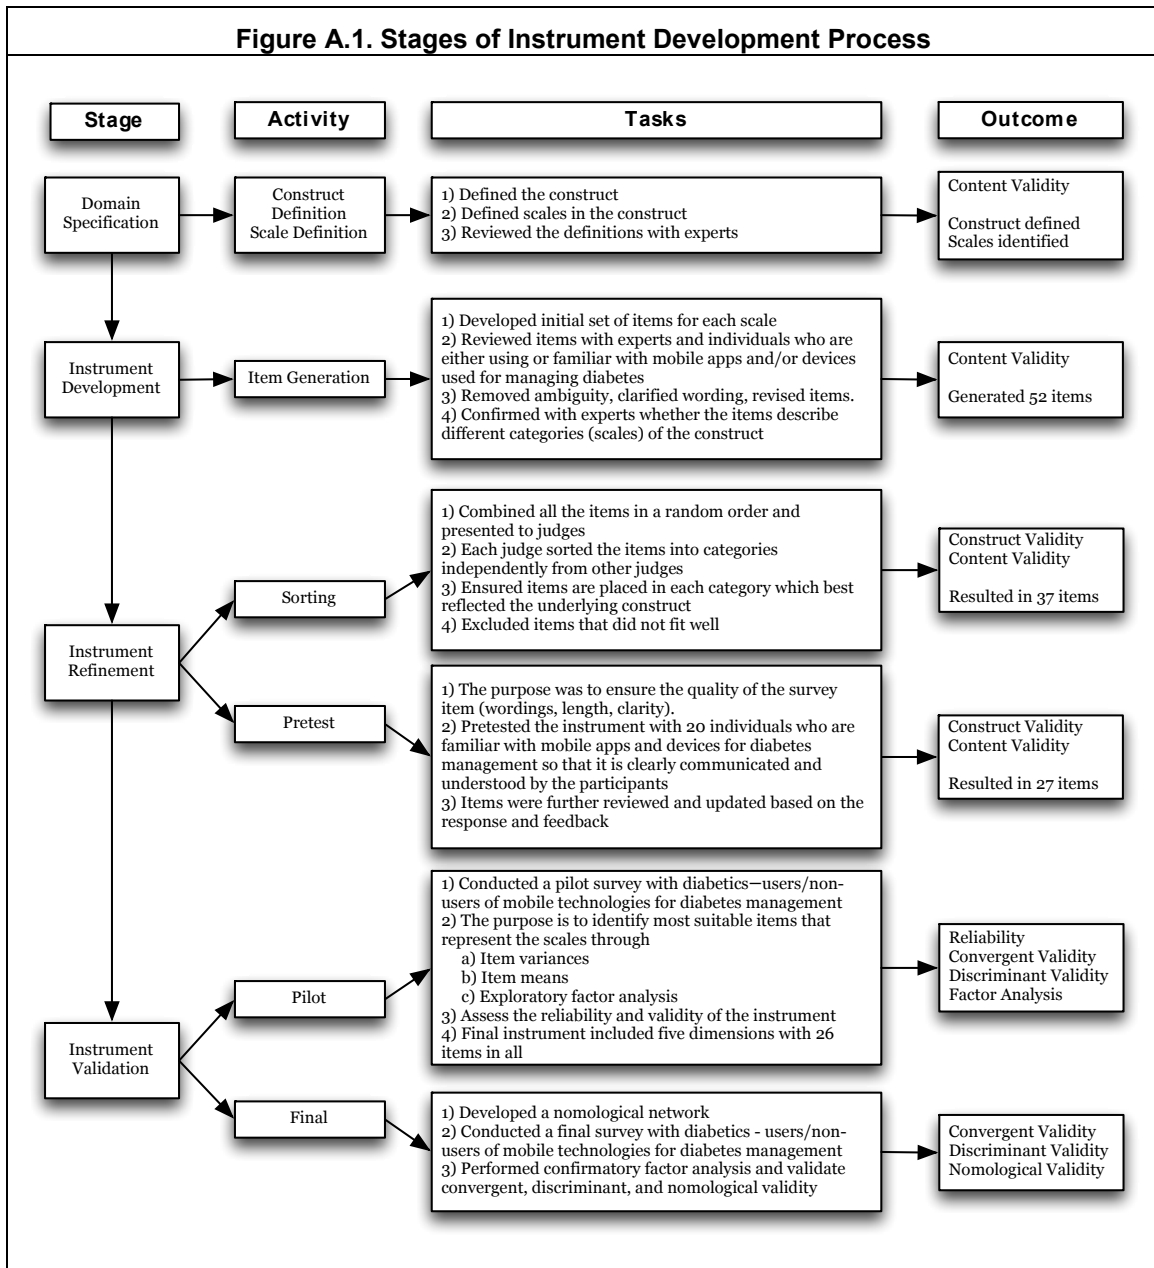 Figure A.1. Stages of Instrument Development Process
Stage
Activity
Tasks
Outcome
Domain
Specification
Construct
Definition
Scale Definition
1) Defined the construct
2) Defined scales in the construct
3) Reviewed the definitions with experts
Content Validity
Construct defined
Scales identified
Instrument
Development
Item Generation
1) Developed initial set of items for each scale
2) Reviewed items with experts and individuals who are
either using or familiar with mobile apps and/or devices
used for managing diabetes
3) Removed ambiguity, clarified wording, revised items.
4) Confirmed with experts whether the items describe
different categories (scales) of the construct
Content Validity
Generated 52 items
Instrument
Refinement
Sorting
1) Combined all the items in a random order and
presented to judges
2) Each judge sorted the items into categories
independently from other judges
3) Ensured items are placed in each category which best
reflected the underlying construct
4) Excluded items that did not fit well
Construct Validity
Content Validity
Resulted in 37 items
Pretest
1) The purpose was to ensure the quality of the survey
item (wordings, length, clarity).
2) Pretested the instrument with 20 individuals who are
familiar with mobile apps and devices for diabetes
management so that it is clearly communicated and
understood by the participants
3) Items were further reviewed and updated based on the
response and feedback
Construct Validity
Content Validity
Resulted in 27 items
Instrument
Validation
Pilot
1) Conducted a pilot survey with diabetics—users/non-
users of mobile technologies for diabetes management
2) The purpose is to identify most suitable items that
represent the scales through
a) Item variances
b) Item means
c) Exploratory factor analysis
3) Assess the reliability and validity of the instrument
4) Final instrument included five dimensions with 26
items in all
Reliability
Convergent Validity
Discriminant Validity
Factor Analysis
Final
1) Developed a nomological network
2) Conducted a final survey with diabetics - users/non-
users of mobile technologies for diabetes management
3) Performed confirmatory factor analysis and validate
convergent, discriminant, and nomological validity
Convergent Validity
Discriminant Validity
Nomological Validity